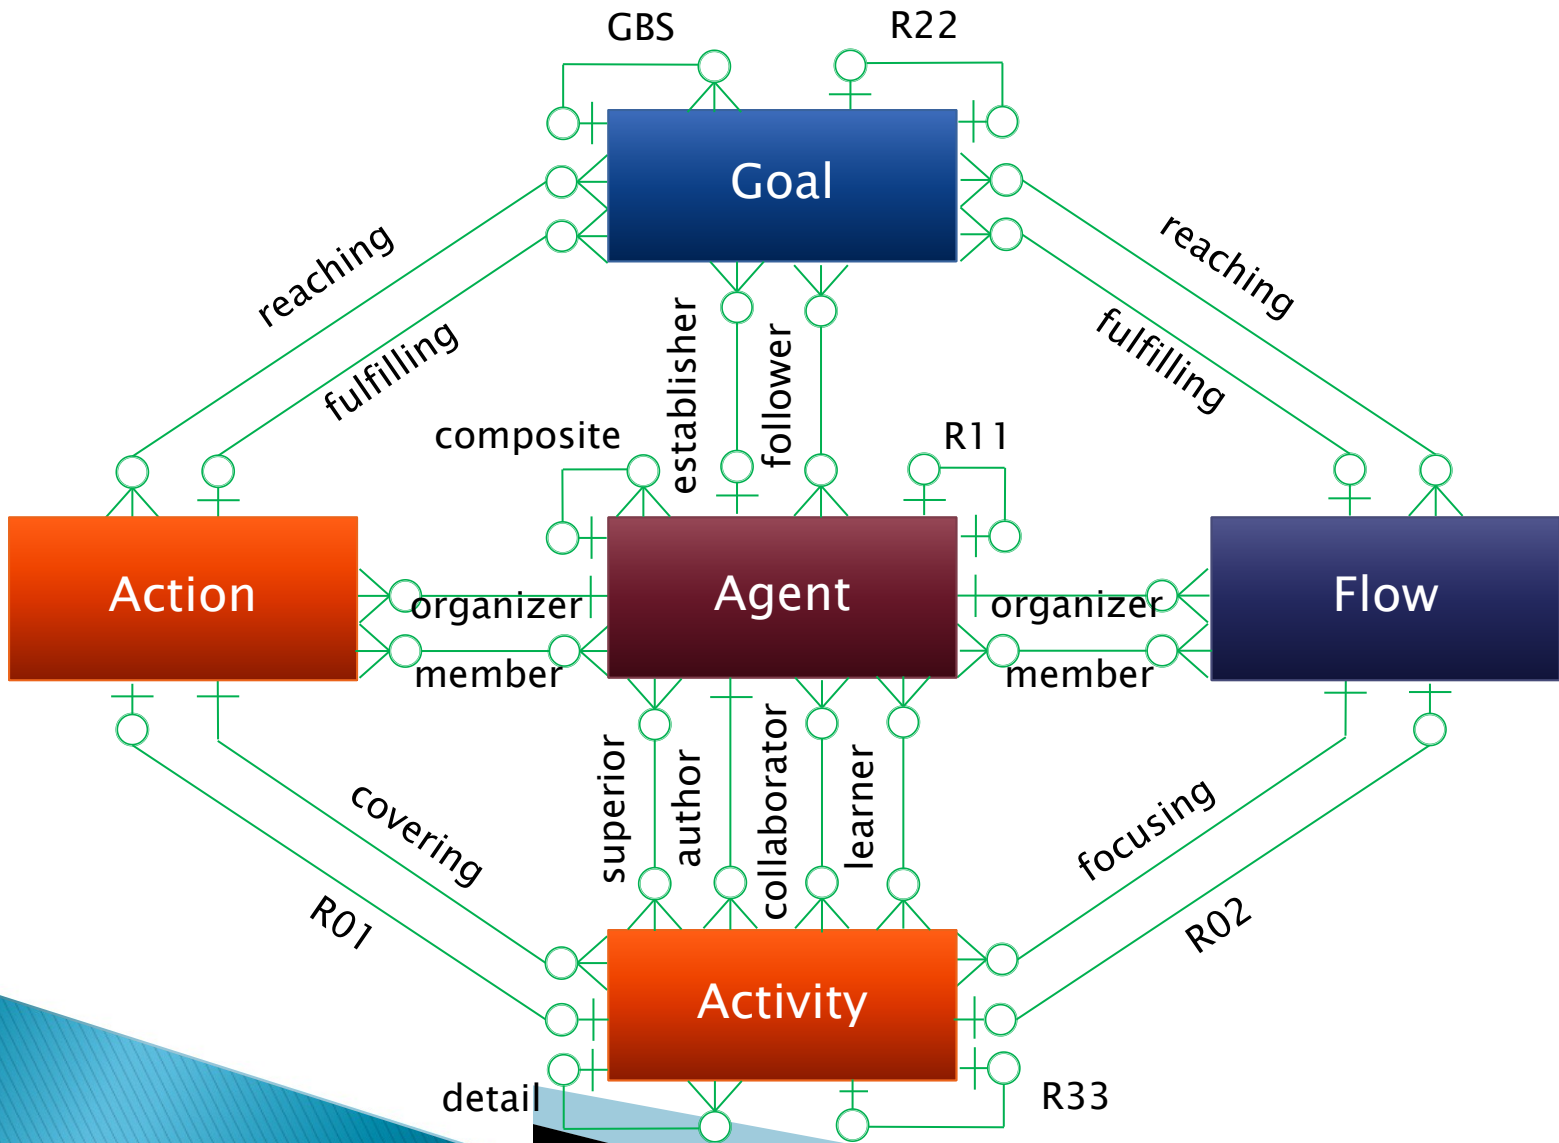 GBS
R22
Goal
reaching
fulfilling
establisher
follower
reaching
fulfilling
composite
R11
Action
organizer
member
Agent
organizer
member
Flow
covering
R01
superior
author
collaborator
learner
focusing
R02
Activity
detail
R33